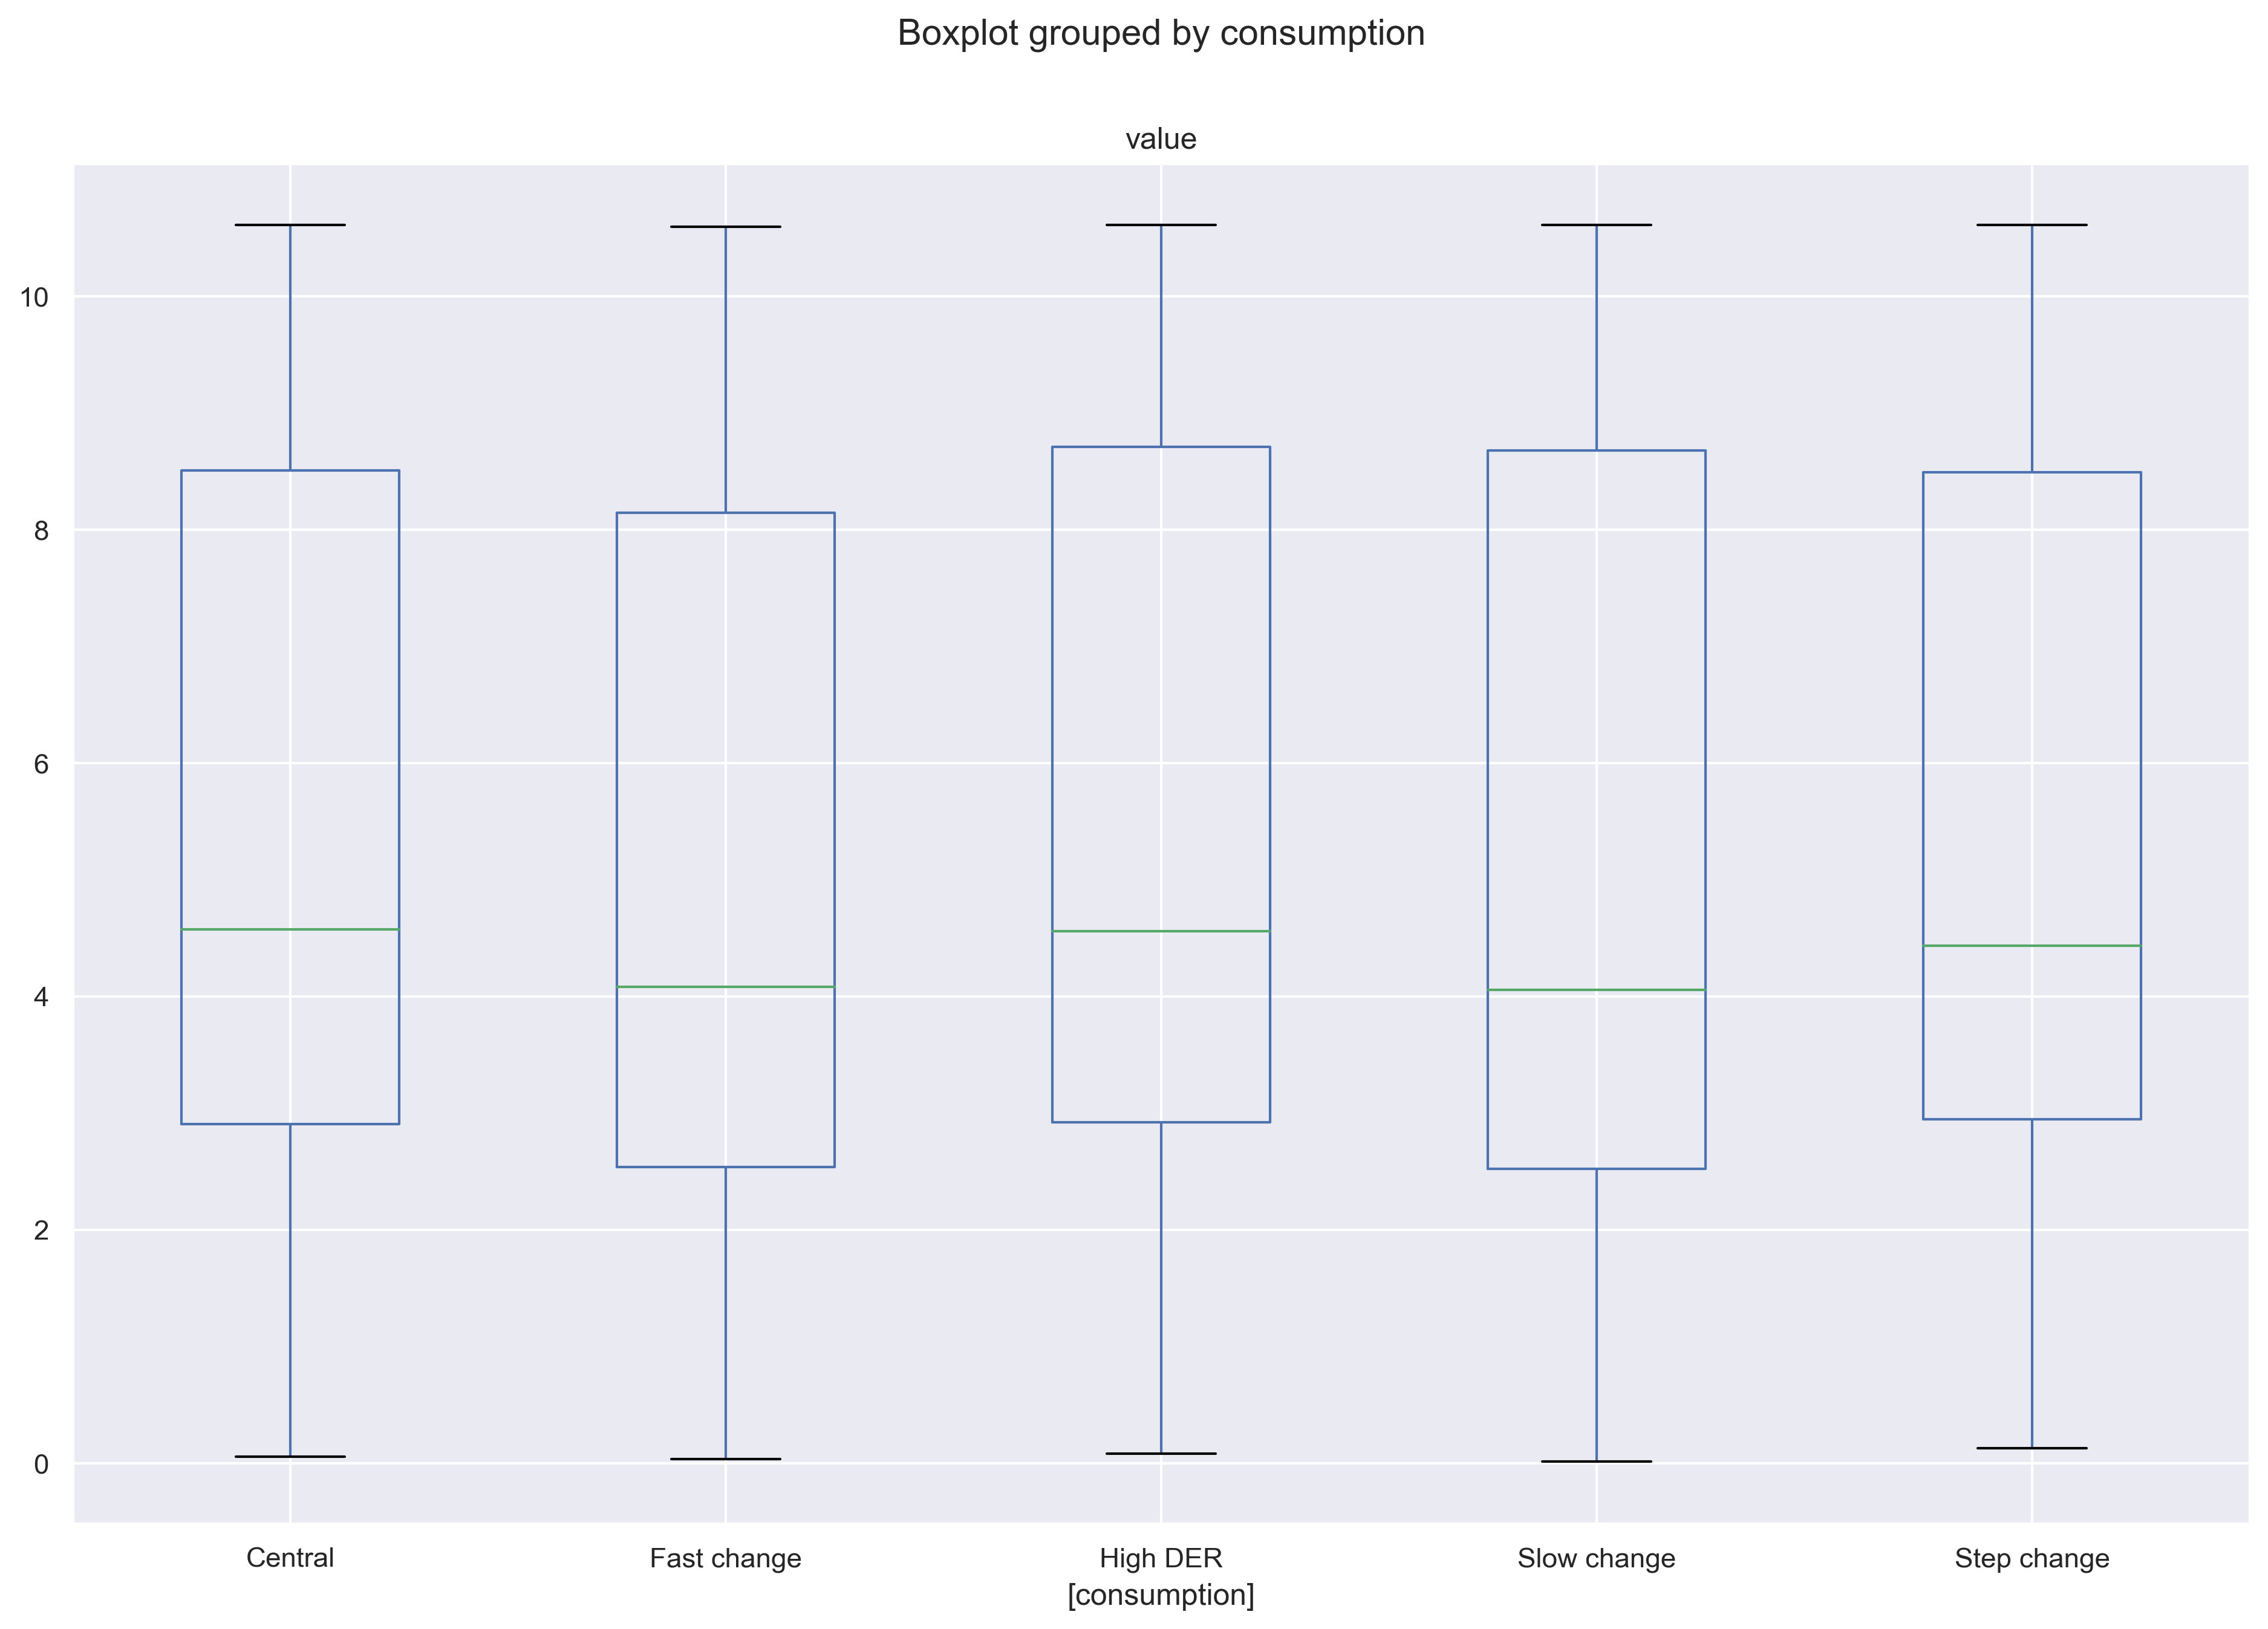 Boxplot grouped by consumption
value
10
8
6
4
2
0
Central Fast change High DER Slow change Step change
[consumption]